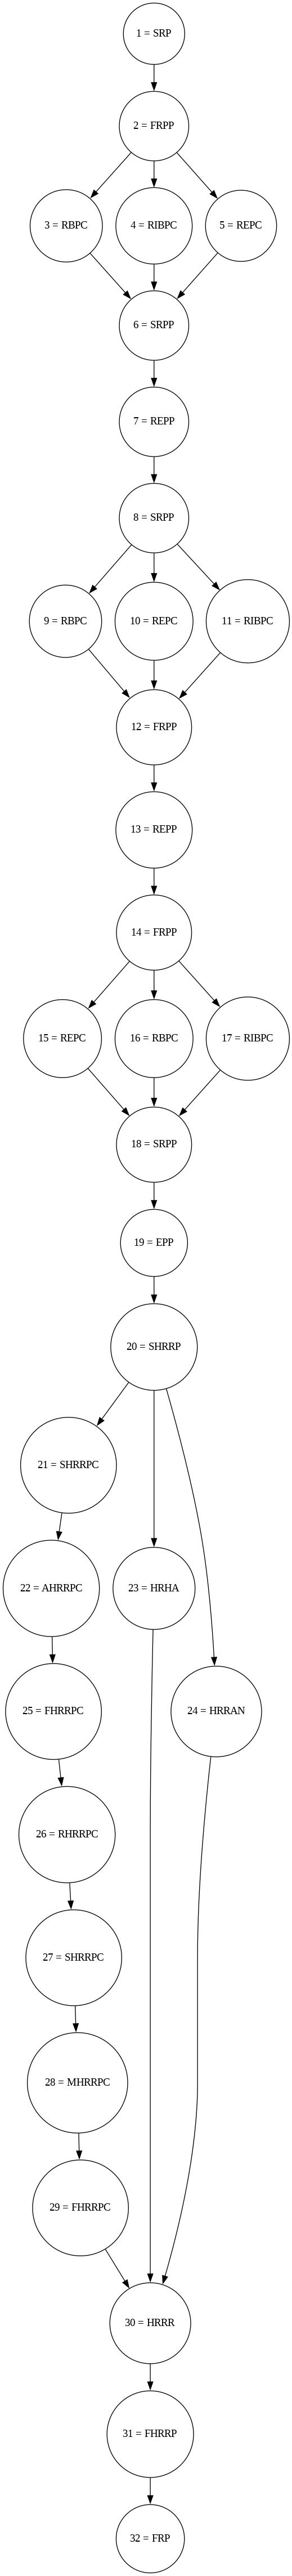 1 = SRP
2 = FRPP
3 = RBPC
4 = RIBPC
5 = REPC
6 = SRPP
7 = REPP
8 = SRPP
9 = RBPC
10 = REPC
11 = RIBPC
12 = FRPP
13 = REPP
14 = FRPP
15 = REPC
16 = RBPC
17 = RIBPC
18 = SRPP
19 = EPP
20 = SHRRP
21 = SHRRPC
22 = AHRRPC
23 = HRHA
24 = HRRAN
25 = FHRRPC
26 = RHRRPC
27 = SHRRPC
28 = MHRRPC
29 = FHRRPC
30 = HRRR
31 = FHRRP
32 = FRP